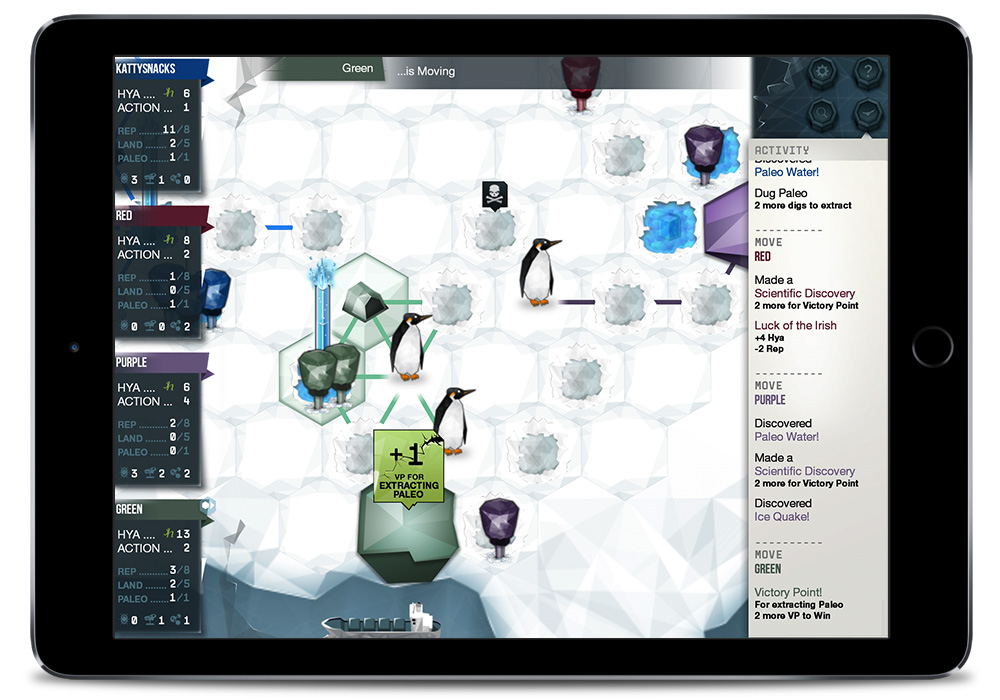 KATTYSNACKS
HYA .... 6
ACTION ... 1
REP ......... 11/8
LAND ....... 2/5
PALEO ...... 1/1
3 1 0
RED
HYA .... 8
ACTION ... 2
REP .......... 1/8
LAND ....... 0/5
PALEO ...... 1/1
0 0 2
PURPLE
HYA .... 6
ACTION ... 4
REP .......... 2/8
LAND ....... 0/5
PALEO ...... 0/1
3 2 2
GREEN
HYA .... 13
ACTION ... 2
REP .......... 3/8
LAND ....... 2/5
PALEO ...... 1/1
0 1 1
Green ...is Moving
+1
VP FOR
EXTRACTING
PALEO
?
ACTIVITY
Discovered
Paleo Water!
Dug Paleo
2 more digs to extract
----------
MOVE
RED
Made a
Scientific Discovery
2 more for Victory Point
Luck of the Irish
+4 Hya
-2 Rep
----------
MOVE
PURPLE
Discovered
Paleo Water!
Made a
Scientific Discovery
2 more for Victory Point
Discovered
Ice Quake!
----------
MOVE
GREEN
Victory Point!
For extracting Paleo
2 more VP to Win